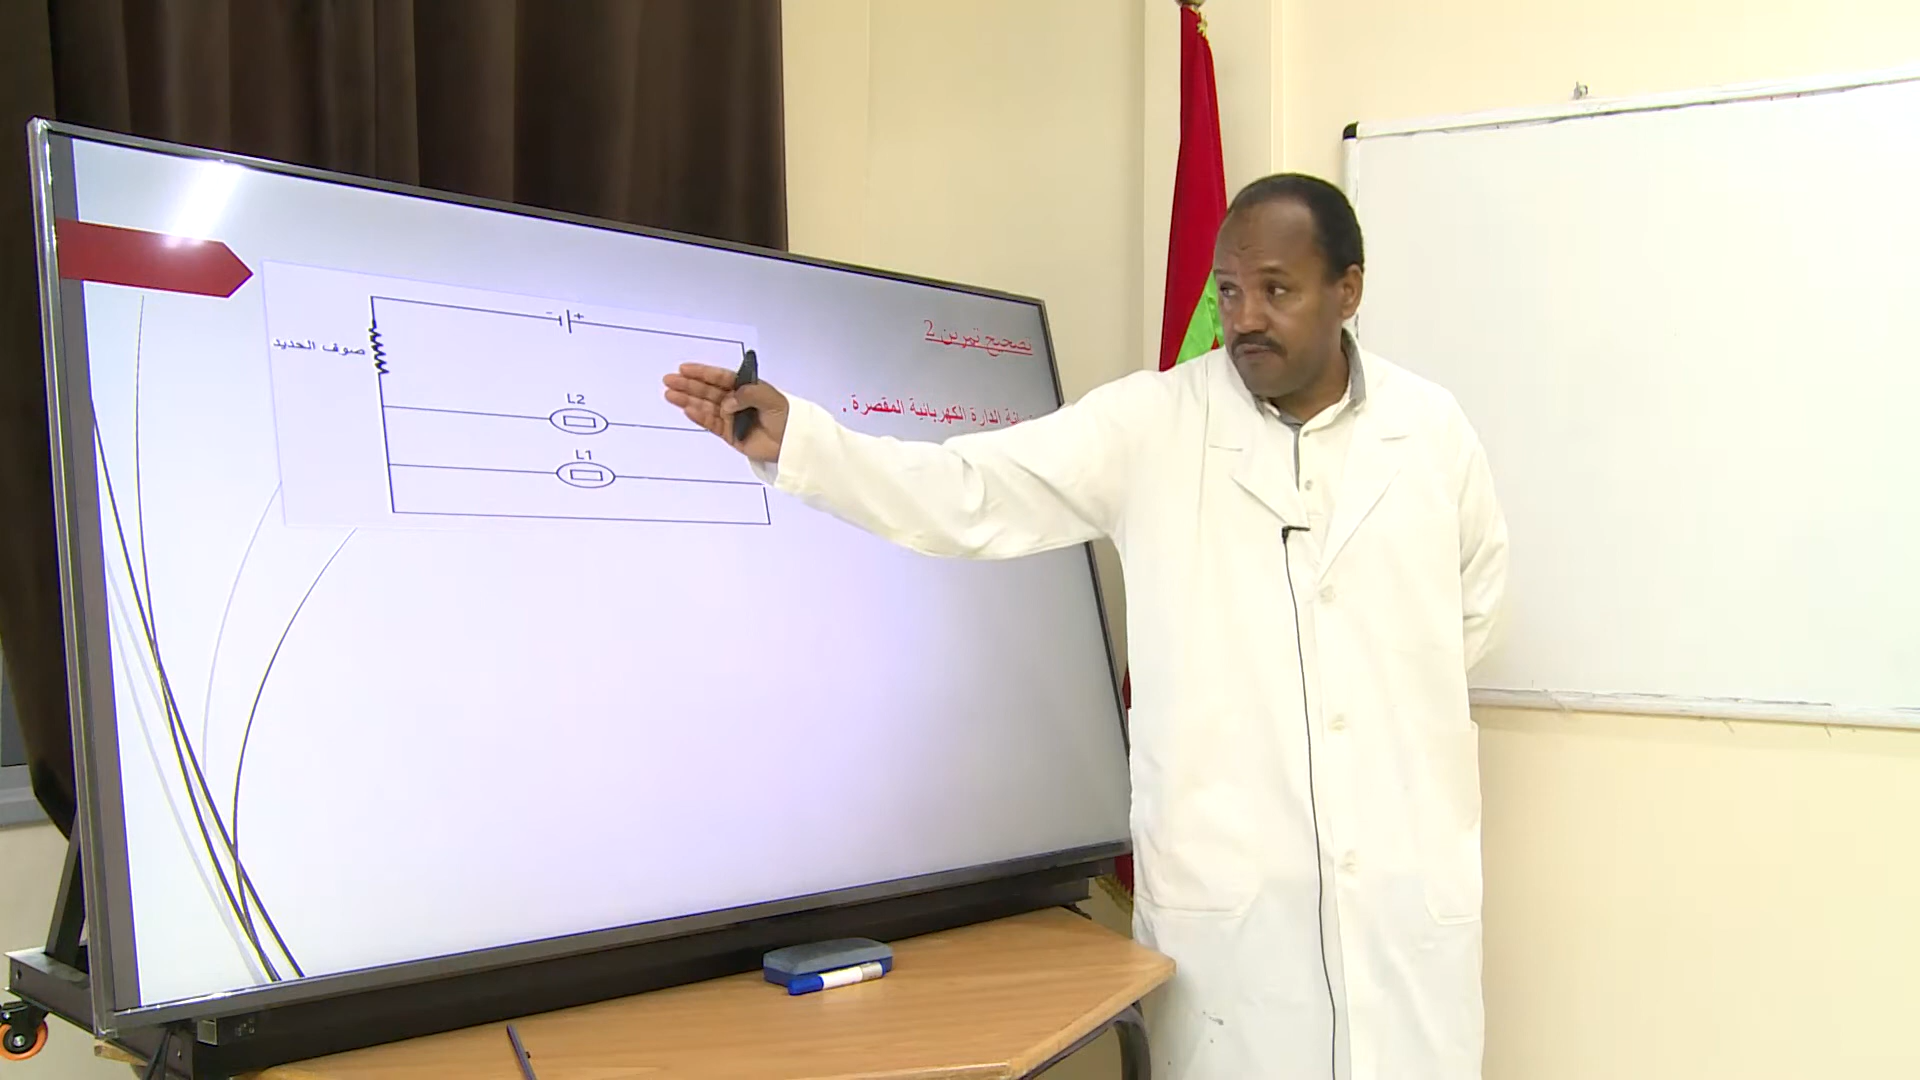 تصحيح تمرين 2
الدارة الكهربائية المقصرة .
- +
صوف الحديد
L2
L1